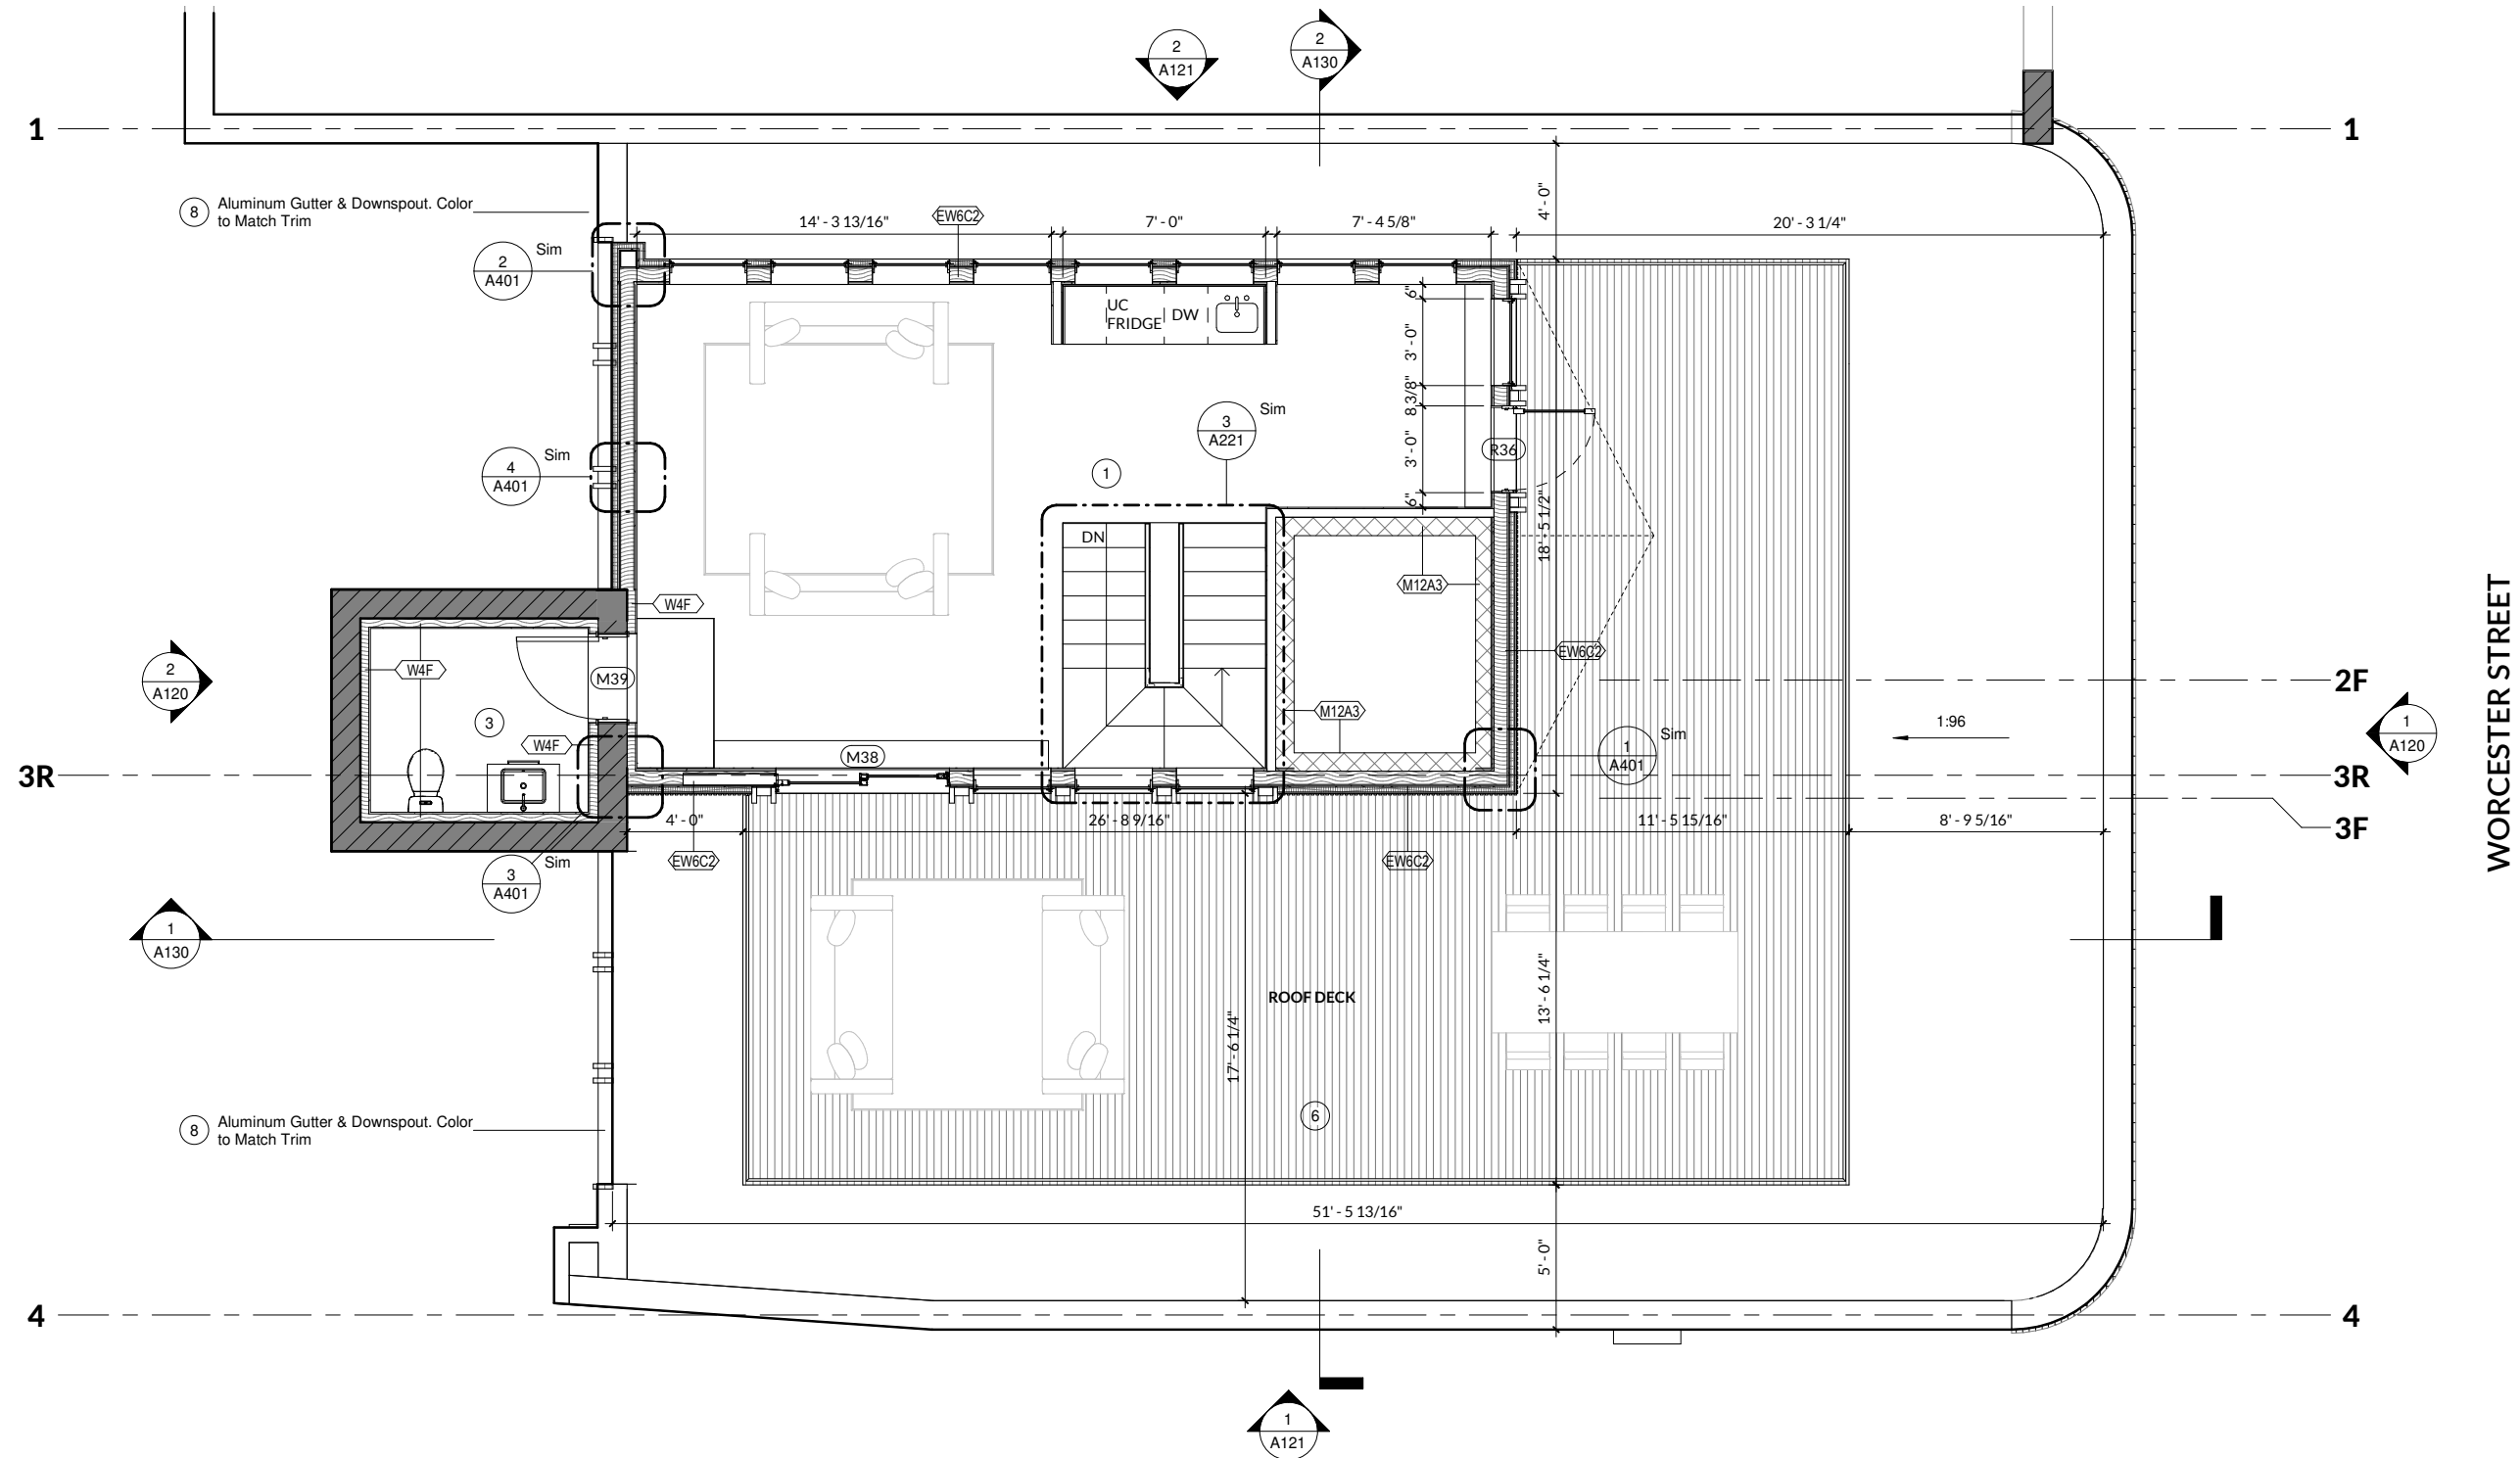 2
A121
2
A130
1
1
8
Aluminum Gutter & Downspout. Color
to Match Trim
14' - 3 13/16"
EW6C2
7' - 0"
7' - 4 5/8"
4' - 0"
20' - 3 1/4"
2
A401
Sim
UC
FRIDGE
DW
6"
3' - 0"
8 3/8"
3' - 0"
6"
3
A221
Sim
R36
4
A401
Sim
1
18' - 5 1/2"
DN
M12A3
W4F
WORCESTER STREET
2
A120
W4F
M39
EW6C2
2F
3
W4F
M12A3
1:96
1
A120
M38
1
A401
Sim
3R
3R
4' - 0"
26' - 8 9/16"
11' - 5 15/16"
8' - 9 5/16"
3F
EW6C2
EW6C2
3
A401
Sim
1
A130
ROOF DECK
13' - 6 1/4"
17' - 6 1/4"
6
8
Aluminum Gutter & Downspout. Color
to Match Trim
51' - 5 13/16"
5' - 0"
4
4
1
A121